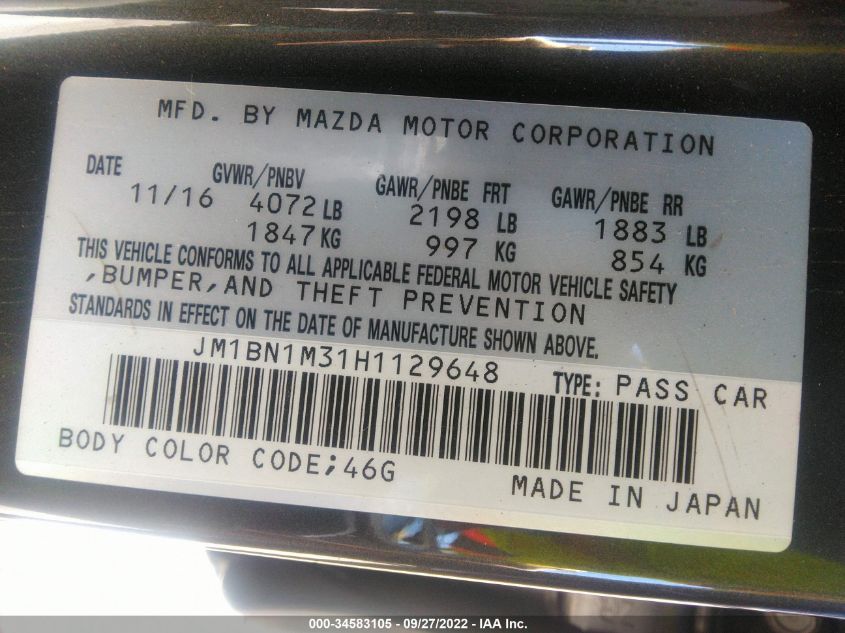 MFD. BY MAZDA MOTOR CORPORATION
DATE GVWR/PNBV GAWR/PNBE FRT GAWR/PNBE RR
11/16 4072 LB 2198 LB 1883 LB
1847 KG 997 KG 854 KG
THIS VEHICLE CONFORMS TO ALL APPLICABLE FEDERAL MOTOR VEHICLE SAFETY
,BUMPER,AND THEFT PREVENTION
STANDARDS IN EFFECT ON THE DATE OF MANUFACTURE SHOWN ABOVE.
JM1BN1M31H1129648 TYPE: PASS CAR
BODY COLOR CODE;46G
MADE IN JAPAN
000-34583105 - 09/27/2022 - IAA Inc.